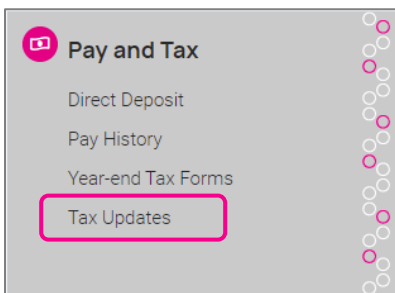 Pay and Tax
Direct Deposit
Pay History
Year-end Tax Forms
Tax Updates